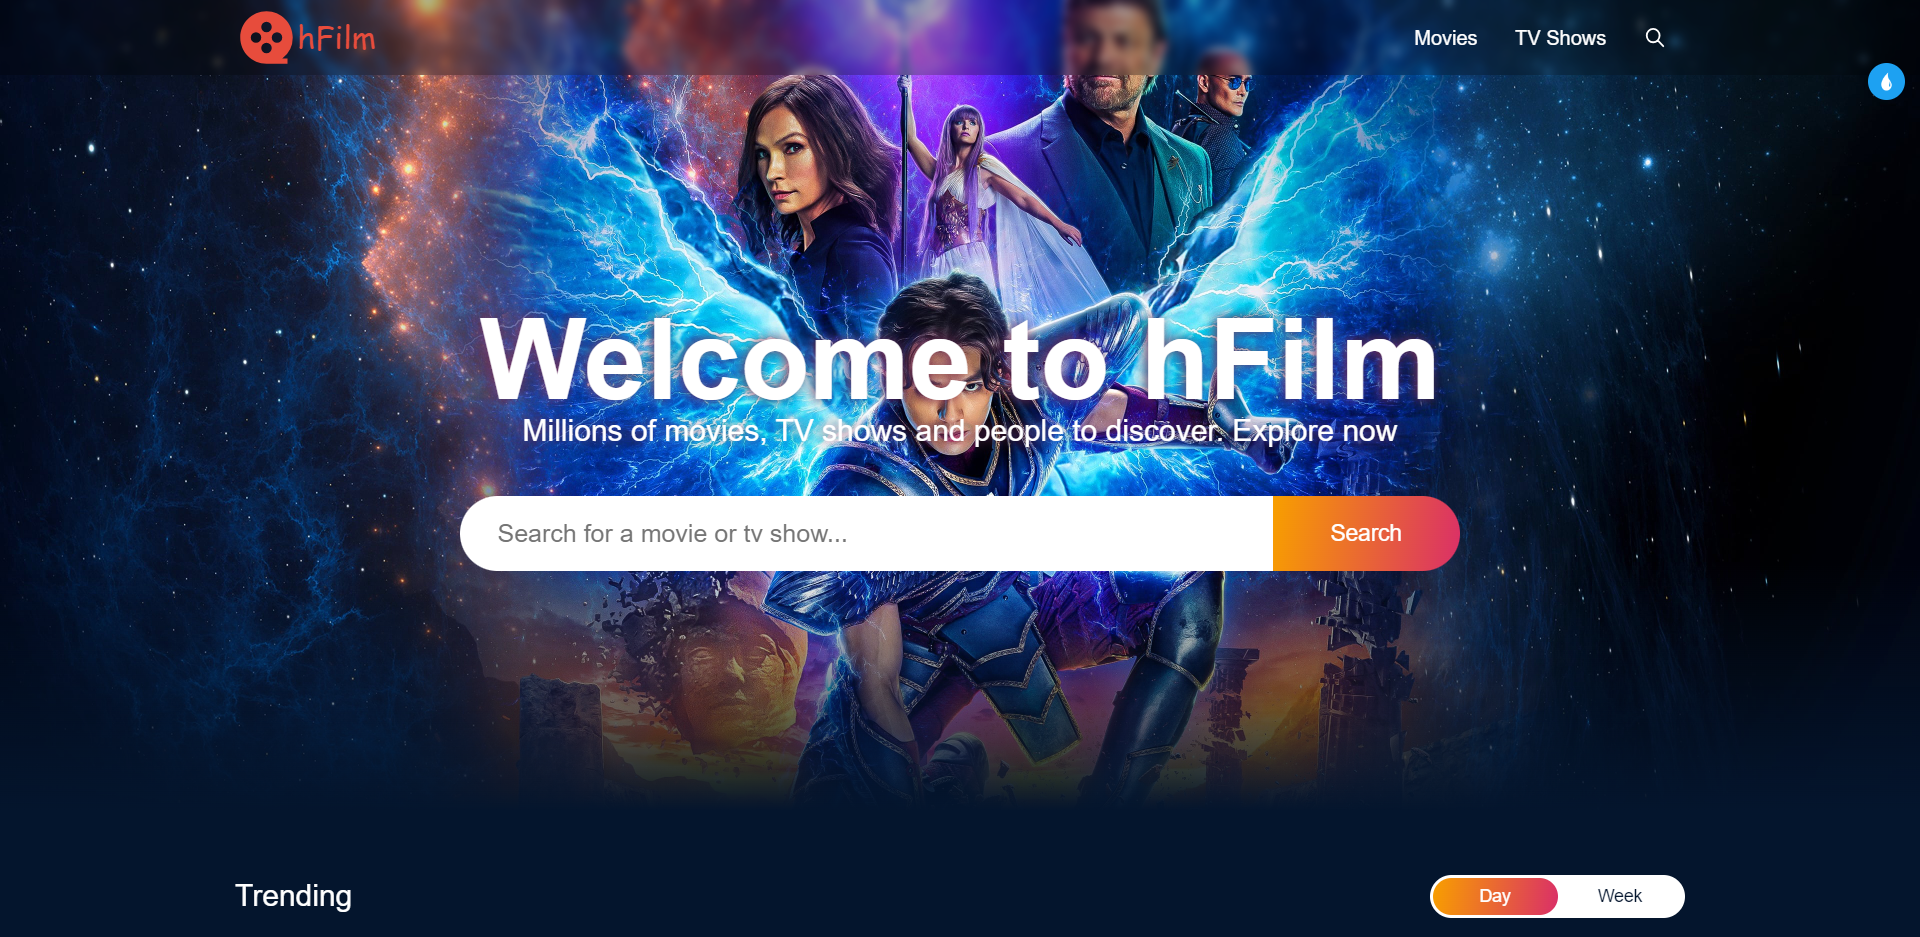 hFilm
Movies
TV Shows
Welcome to hFilm
Millions of movies, TV shows and people to discover. Explore now
Search for a movie or tv show...
Search
Trending
Day
Week